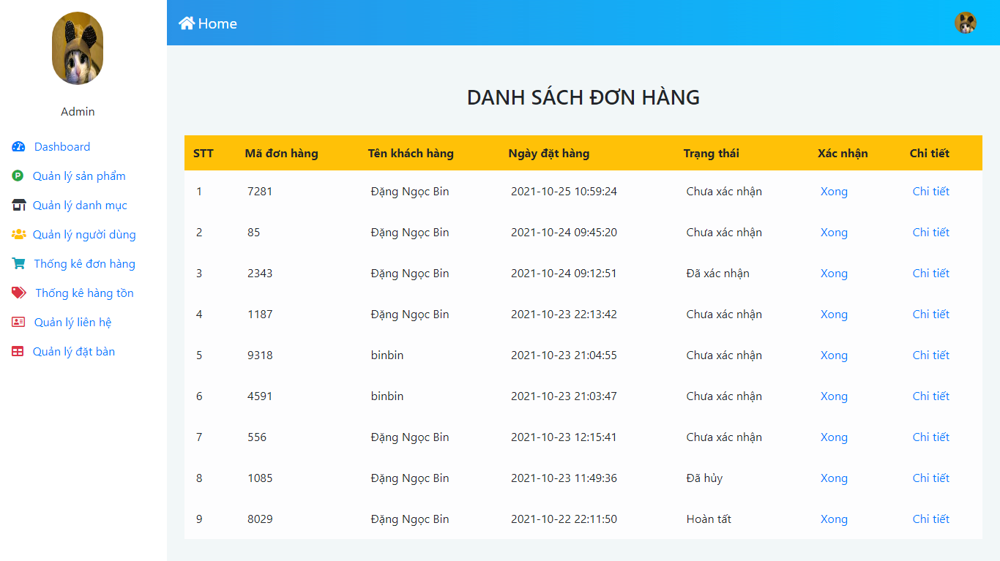 Home
Admin
Dashboard
Quản lý sản phẩm
Quản lý danh mục
Quản lý người dùng
Thống kê đơn hàng
Thống kê hàng tồn
Quản lý liên hệ
Quản lý đặt bàn
DANH SÁCH ĐƠN HÀNG
STT Mã đơn hàng Tên khách hàng Ngày đặt hàng Trạng thái Xác nhận Chi tiết
1 7281 Đặng Ngọc Bin 2021-10-25 10:59:24 Chưa xác nhận Xong Chi tiết
2 85 Đặng Ngọc Bin 2021-10-24 09:45:20 Chưa xác nhận Xong Chi tiết
3 2343 Đặng Ngọc Bin 2021-10-24 09:12:51 Đã xác nhận Xong Chi tiết
4 1187 Đặng Ngọc Bin 2021-10-23 22:13:42 Chưa xác nhận Xong Chi tiết
5 9318 binbin 2021-10-23 21:04:55 Chưa xác nhận Xong Chi tiết
6 4591 binbin 2021-10-23 21:03:47 Chưa xác nhận Xong Chi tiết
7 556 Đặng Ngọc Bin 2021-10-23 12:15:41 Chưa xác nhận Xong Chi tiết
8 1085 Đặng Ngọc Bin 2021-10-23 11:49:36 Đã hủy Xong Chi tiết
9 8029 Đặng Ngọc Bin 2021-10-22 22:11:50 Hoàn tất Xong Chi tiết